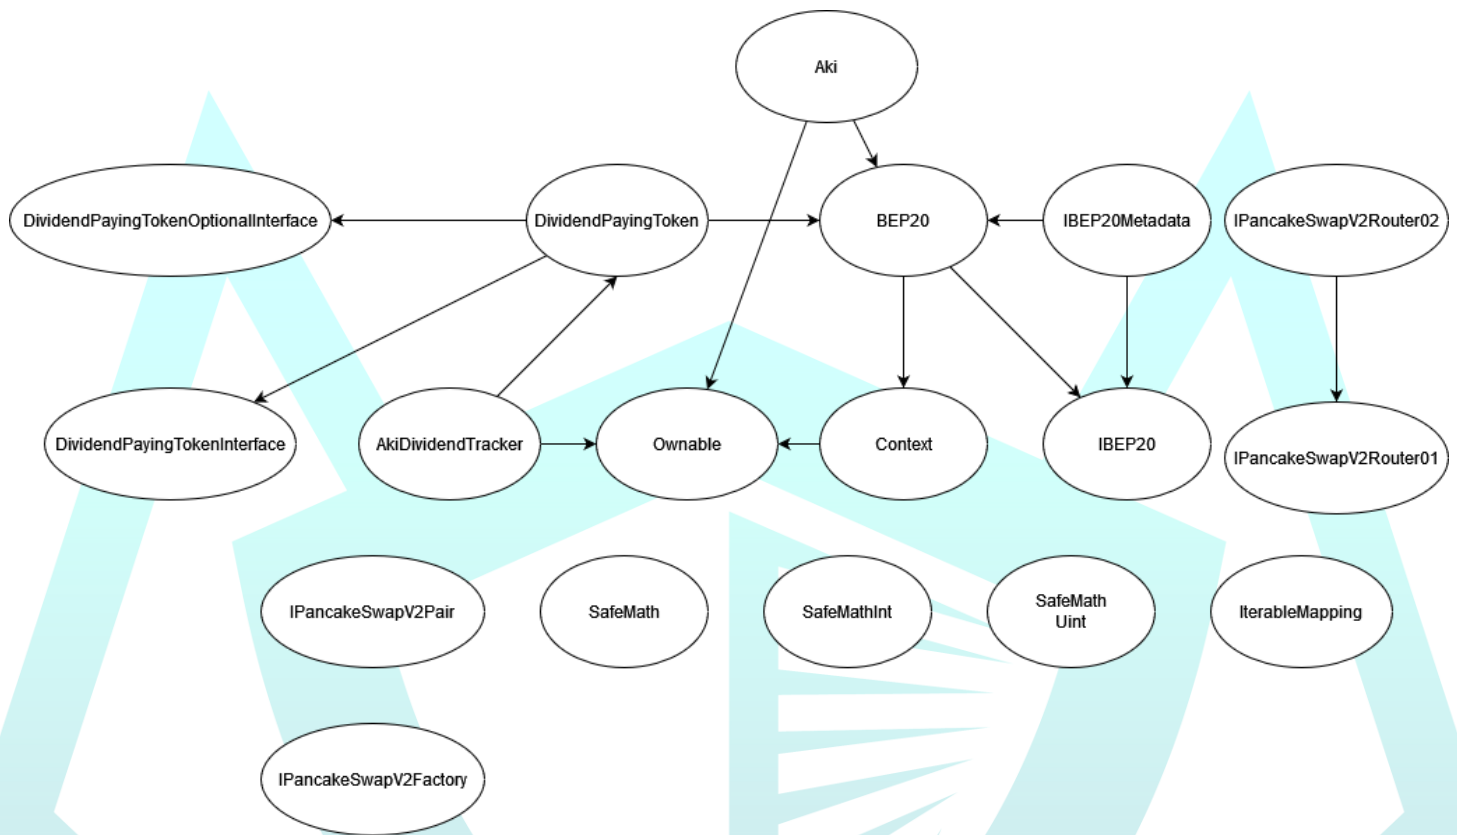 Aki
DividendPayingTokenOptionalInterface
DividendPayingToken
BEP20
IBEP20Metadata
IPancakeSwapV2Router02
DividendPayingTokenInterface
AkiDividendTracker
Ownable
Context
IBEP20
IPancakeSwapV2Router01
IPancakeSwapV2Pair
SafeMath
SafeMathInt
SafeMath
Uint
IterableMapping
IPancakeSwapV2Factory